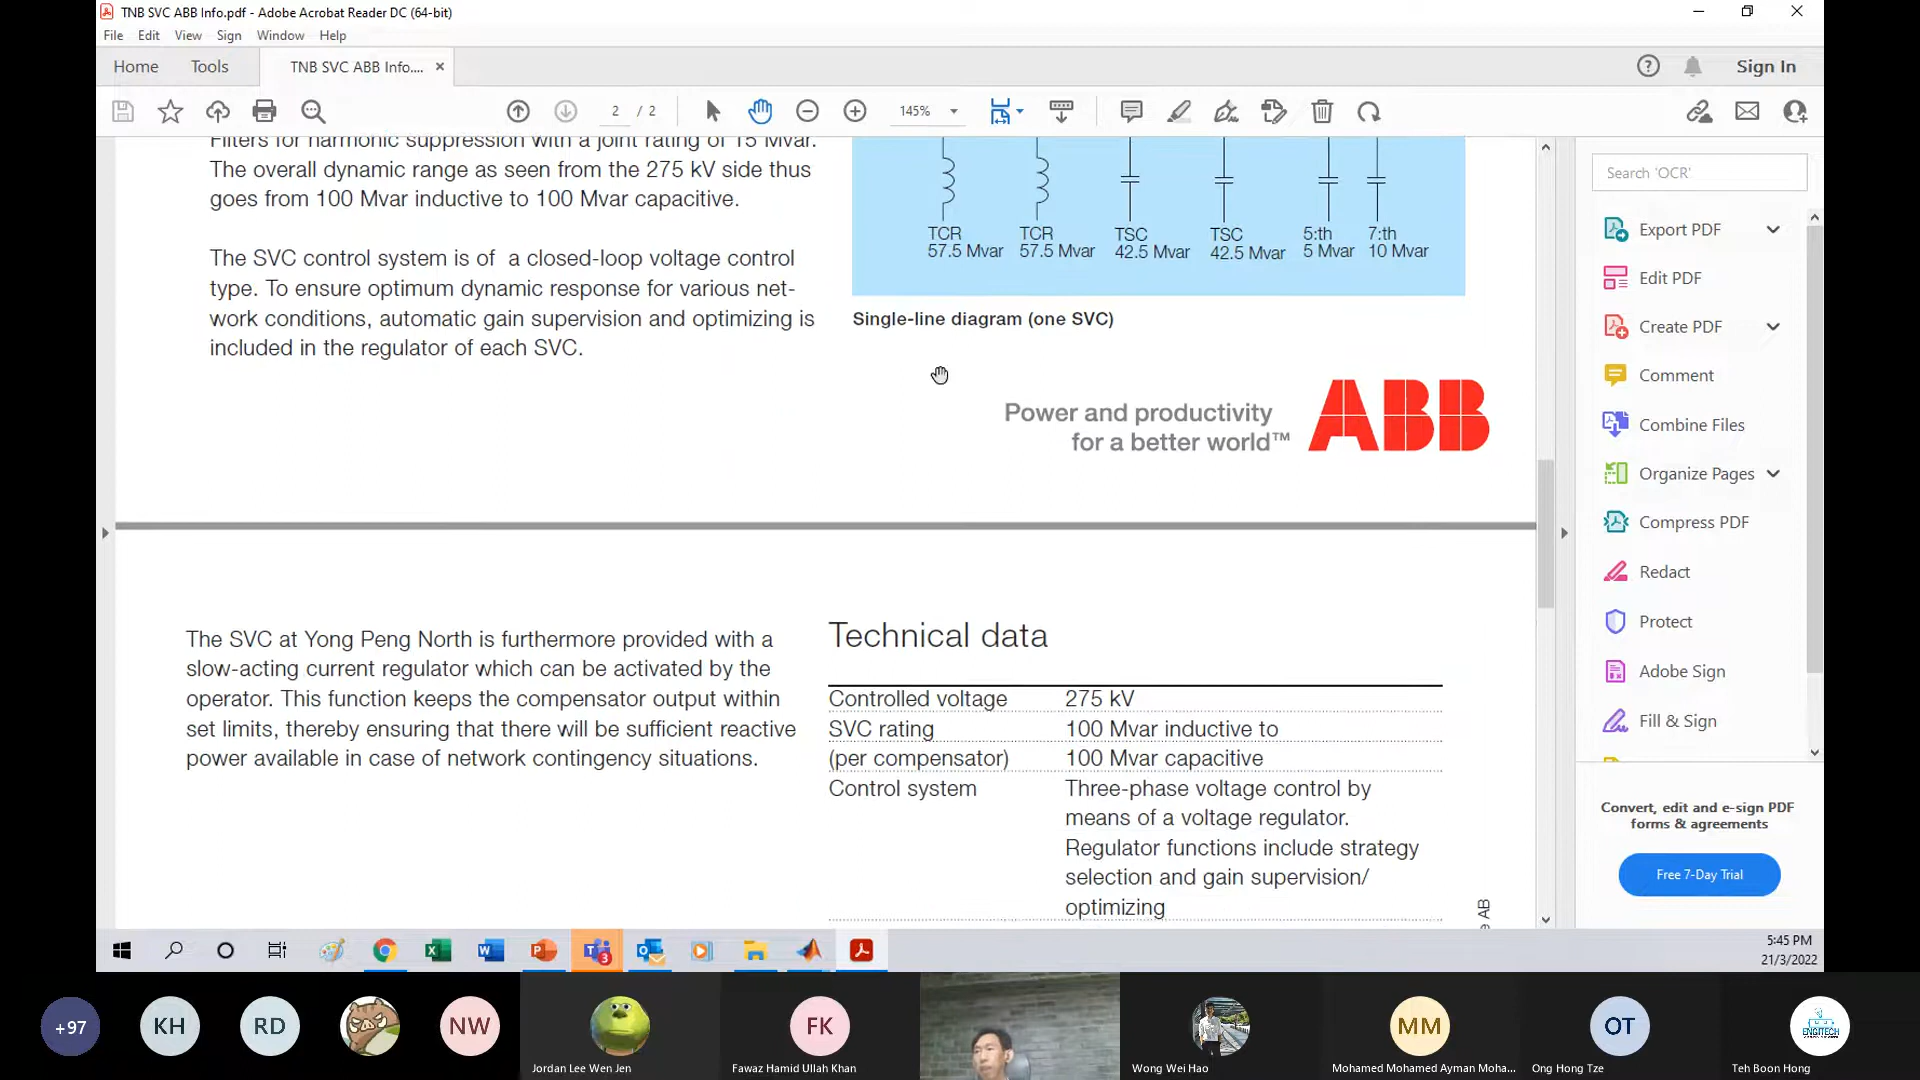 TNB SVC ABB Info.pdf - Adobe Acrobat Reader DC (64-bit)
File Edit View Sign Window Help
Home Tools TNB SVC ABB Info.... × Sign In
2 / 2 145%
Filters for harmonic suppression with a joint rating of 15 Mvar.
The overall dynamic range as seen from the 275 kV side thus
goes from 100 Mvar inductive to 100 Mvar capacitive.
The SVC control system is of a closed-loop voltage control
type. To ensure optimum dynamic response for various net-
work conditions, automatic gain supervision and optimizing is
included in the regulator of each SVC.
TCR TCR TSC TSC 5:th 7:th
57.5 Mvar 57.5 Mvar 42.5 Mvar 42.5 Mvar 5 Mvar 10 Mvar
Single-line diagram (one SVC)
Power and productivity
for a better world™
ABB
The SVC at Yong Peng North is furthermore provided with a
slow-acting current regulator which can be activated by the
operator. This function keeps the compensator output within
set limits, thereby ensuring that there will be sufficient reactive
power available in case of network contingency situations.
Technical data
Controlled voltage 275 kV
SVC rating 100 Mvar inductive to
(per compensator) 100 Mvar capacitive
Control system Three-phase voltage control by
means of a voltage regulator.
Regulator functions include strategy
selection and gain supervision/
optimizing
AB
Search 'OCR'
Export PDF
Edit PDF
Create PDF
Comment
Combine Files
Organize Pages
Compress PDF
Redact
Protect
Adobe Sign
Fill & Sign
Convert, edit and e-sign PDF
forms & agreements
Free 7-Day Trial
3
5:45 PM
21/3/2022
+97 KH RD NW FK MM OT ENGITECH
Jordan Lee Wen Jen Fawaz Hamid Ullah Khan Wong Wei Hao Mohamed Mohamed Ayman Moha... Ong Hong Tze Teh Boon Hong